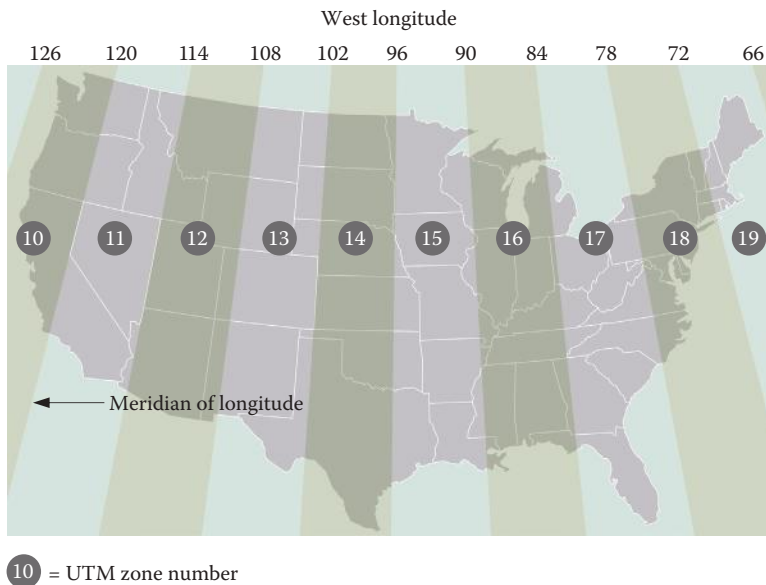 West longitude
126 120 114 108 102 96 90 84 78 72 66
10 11 12 13 14 15 16 17 18 19
Meridian of longitude
10 = UTM zone number